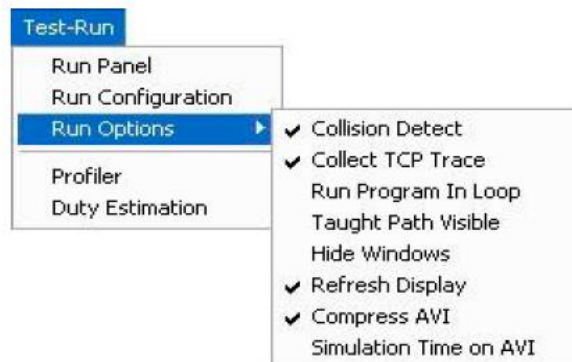 Test-Run
Run Panel
Run Configuration
Run Options
Profiler
Duty Estimation
Collision Detect
Collect TCP Trace
Run Program In Loop
Taught Path Visible
Hide Windows
Refresh Display
Compress AVI
Simulation Time on AVI